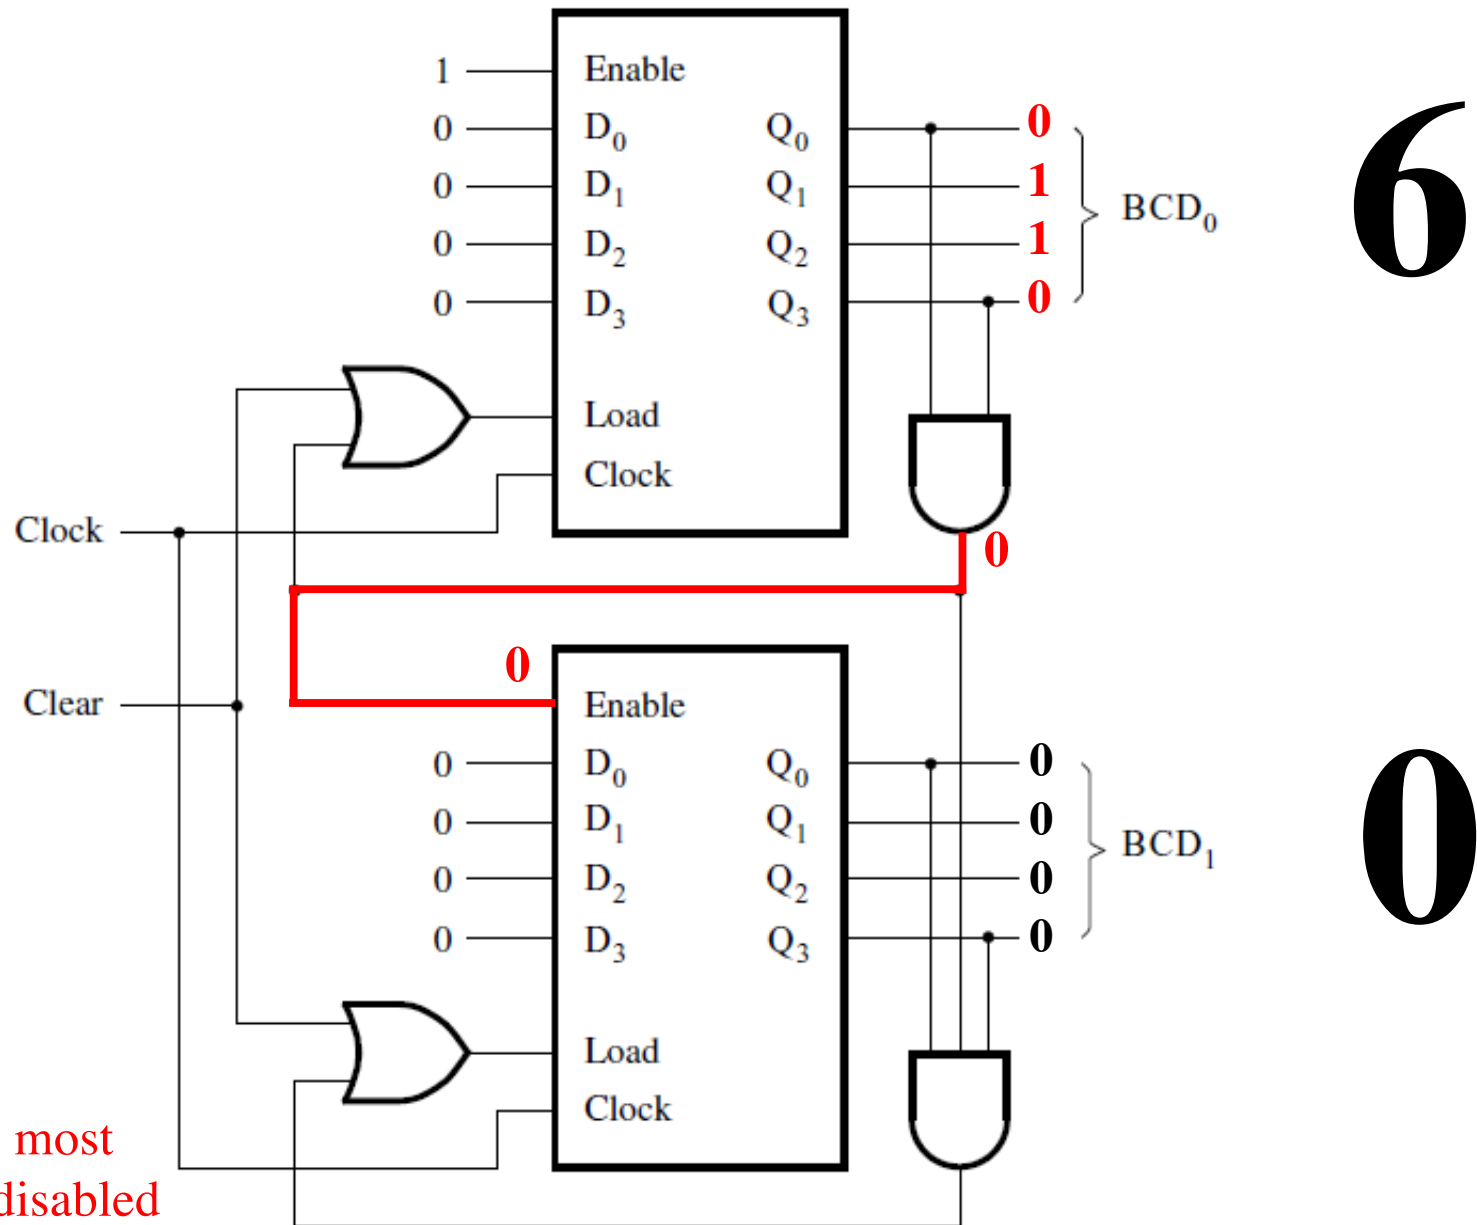 1 Enable
0 D0 Q0 0
0 D1 Q1 1
0 D2 Q2 1
0 D3 Q3 0
BCD0
6
Load
Clock
Clock
0
0
Clear
Enable
0 D0 Q0 0
0 D1 Q1 0
0 D2 Q2 0
0 D3 Q3 0
BCD1
0
Load
Clock
most
disabled